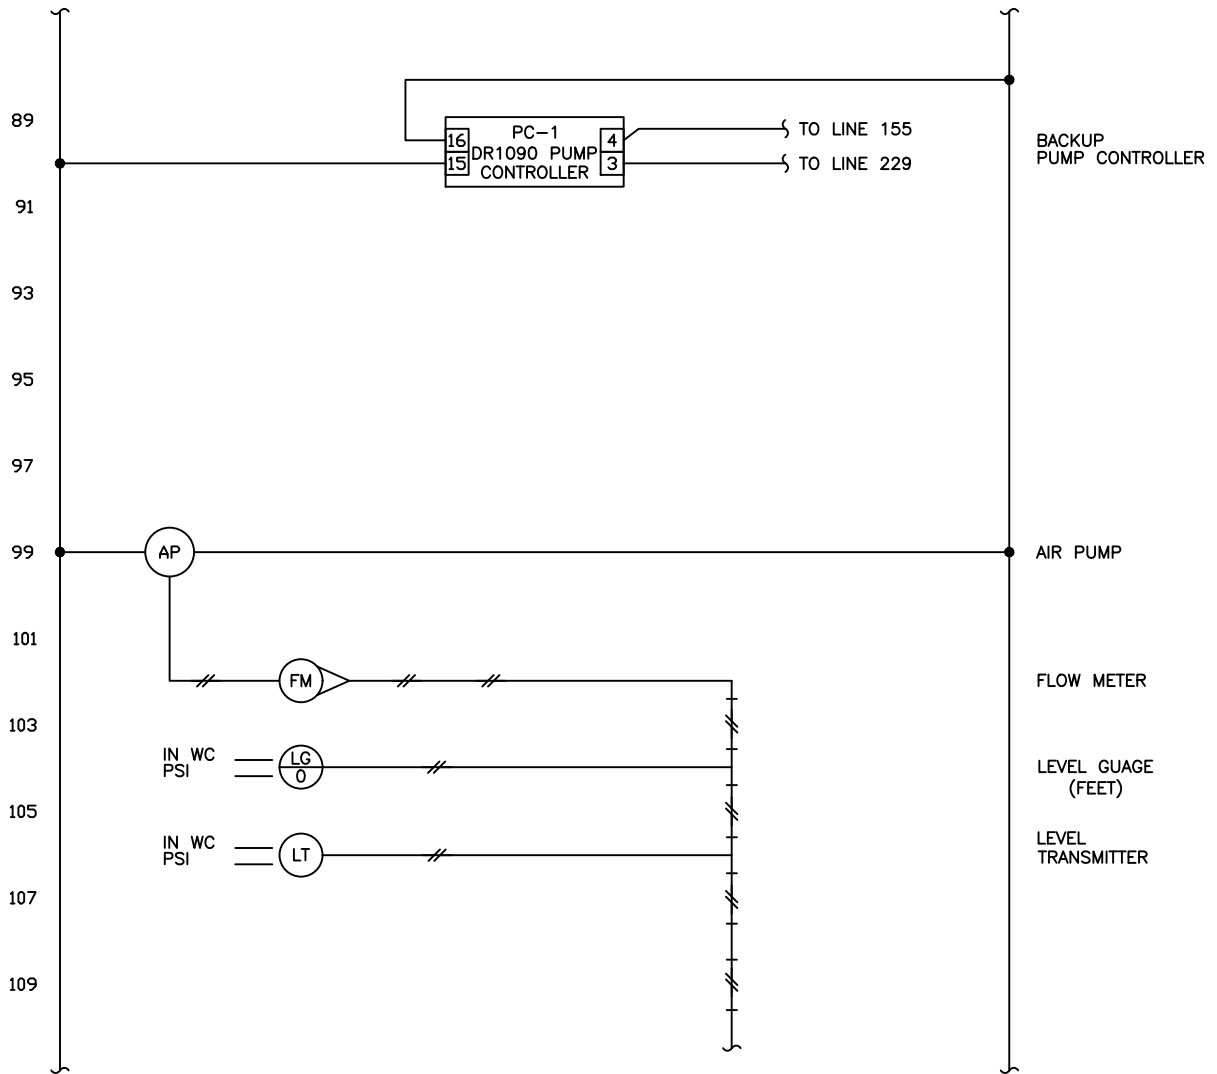 89
PC-1
16
DR1090 PUMP
15
CONTROLLER
4
3
TO LINE 155
TO LINE 229
BACKUP
PUMP CONTROLLER
91
93
95
97
99
AP
AIR PUMP
101
FM
FLOW METER
103
IN WC
PSI
LG
0
LEVEL GUAGE
(FEET)
105
IN WC
PSI
LT
LEVEL
TRANSMITTER
107
109